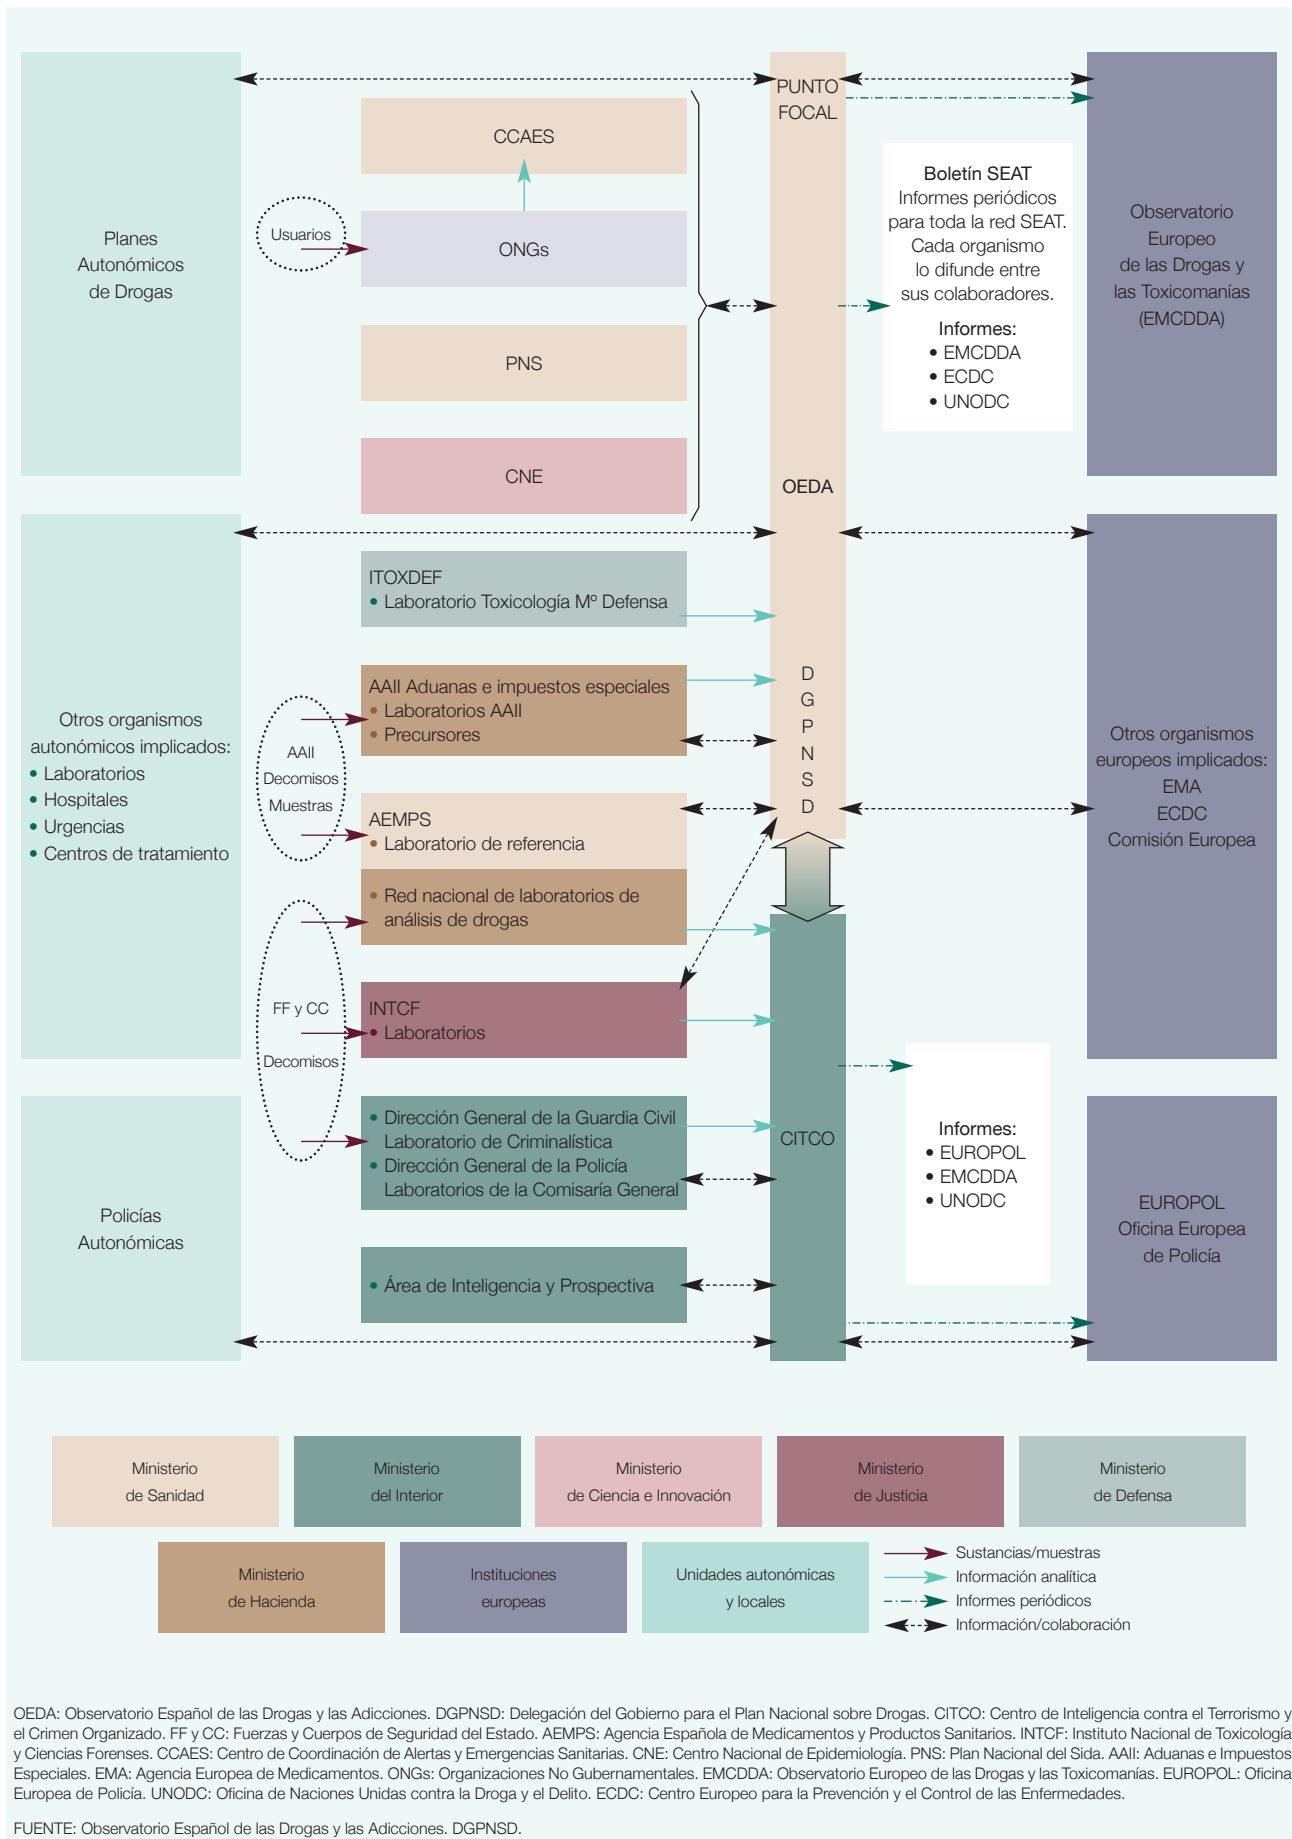 Planes
Autonómicos
de Drogas
CCAES
Usuarios
ONGs
PNS
CNE
PUNTO
FOCAL
OEDA
D
G
P
N
S
D
Boletín SEAT
Informes periódicos
para toda la red SEAT.
Cada organismo
lo difunde entre
sus colaboradores.
Informes:
• EMCDDA
• ECDC
• UNODC
Observatorio
Europeo
de las Drogas y
las Toxicomanías
(EMCDDA)
Otros organismos
autonómicos implicados:
• Laboratorios
• Hospitales
• Urgencias
• Centros de tratamiento
ITOXDEF
• Laboratorio Toxicología Mº Defensa
AAII Aduanas e impuestos especiales
• Laboratorios AAII
• Precursores
AAII
Decomisos
Muestras
AEMPS
• Laboratorio de referencia
• Red nacional de laboratorios de
análisis de drogas
FF y CC
Decomisos
INTCF
• Laboratorios
Otros organismos
europeos implicados:
EMA
ECDC
Comisión Europea
Policías
Autonómicas
• Dirección General de la Guardia Civil
Laboratorio de Criminalística
• Dirección General de la Policía
Laboratorios de la Comisaría General
• Área de Inteligencia y Prospectiva
CITCO
Informes:
• EUROPOL
• EMCDDA
• UNODC
EUROPOL
Oficina Europea
de Policía
Ministerio
de Sanidad
Ministerio
del Interior
Ministerio
de Ciencia e Innovación
Ministerio
de Justicia
Ministerio
de Defensa
Ministerio
de Hacienda
Instituciones
europeas
Unidades autonómicas
y locales
Sustancias/muestras
Información analítica
Informes periódicos
Información/colaboración
OEDA: Observatorio Español de las Drogas y las Adicciones. DGPNSD: Delegación del Gobierno para el Plan Nacional sobre Drogas. CITCO: Centro de Inteligencia contra el Terrorismo y
el Crimen Organizado. FF y CC: Fuerzas y Cuerpos de Seguridad del Estado. AEMPS: Agencia Española de Medicamentos y Productos Sanitarios. INTCF: Instituto Nacional de Toxicología
y Ciencias Forenses. CCAES: Centro de Coordinación de Alertas y Emergencias Sanitarias. CNE: Centro Nacional de Epidemiología. PNS: Plan Nacional del Sida. AAII: Aduanas e Impuestos
Especiales. EMA: Agencia Europea de Medicamentos. ONGs: Organizaciones No Gubernamentales. EMCDDA: Observatorio Europeo de las Drogas y las Toxicomanías. EUROPOL: Oficina
Europea de Policía. UNODC: Oficina de Naciones Unidas contra la Droga y el Delito. ECDC: Centro Europeo para la Prevención y el Control de las Enfermedades.
FUENTE: Observatorio Español de las Drogas y las Adicciones. DGPNSD.